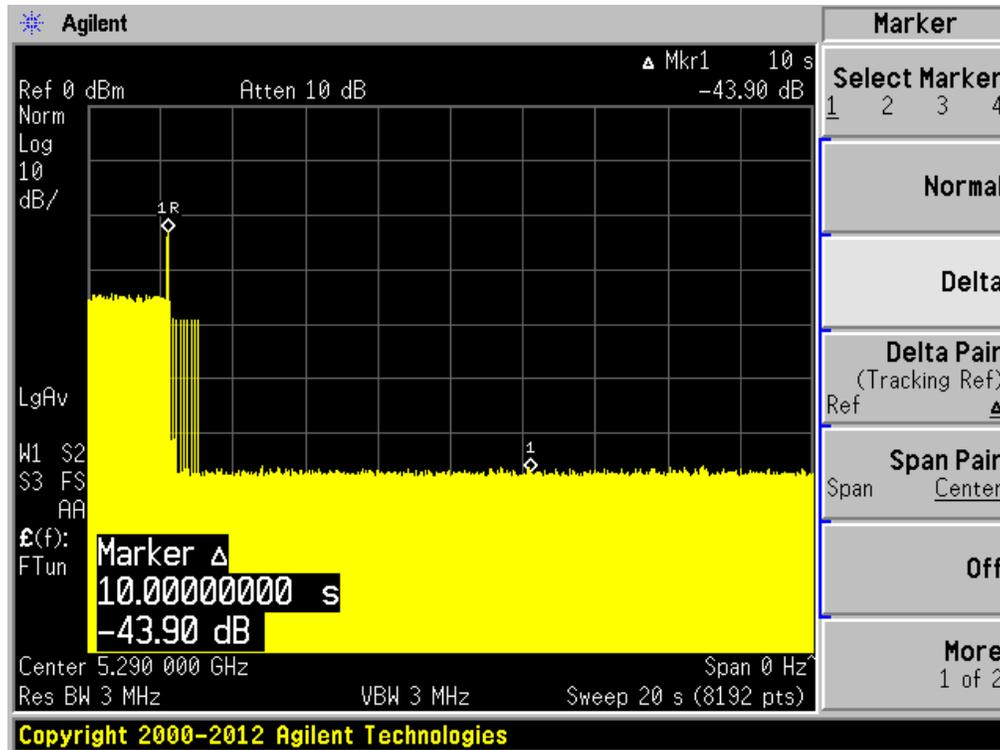 Agilent
Marker
Δ Mkr1 10 s
Ref 0 dBm Atten 10 dB -43.90 dB
Norm
Log
10
dB/
1R
LgAv
1
W1 S2
S3 FS
AA
£(f):
FTun
Marker Δ
10.00000000 s
-43.90 dB
Center 5.290 000 GHz Span 0 Hz^
Res BW 3 MHz VBW 3 MHz Sweep 20 s (8192 pts)
Copyright 2000-2012 Agilent Technologies
Select Marker
1 2 3 4
Normal
Delta
Delta Pair
(Tracking Ref)
Ref Δ
Span Pair
Span Center
Off
More
1 of 2